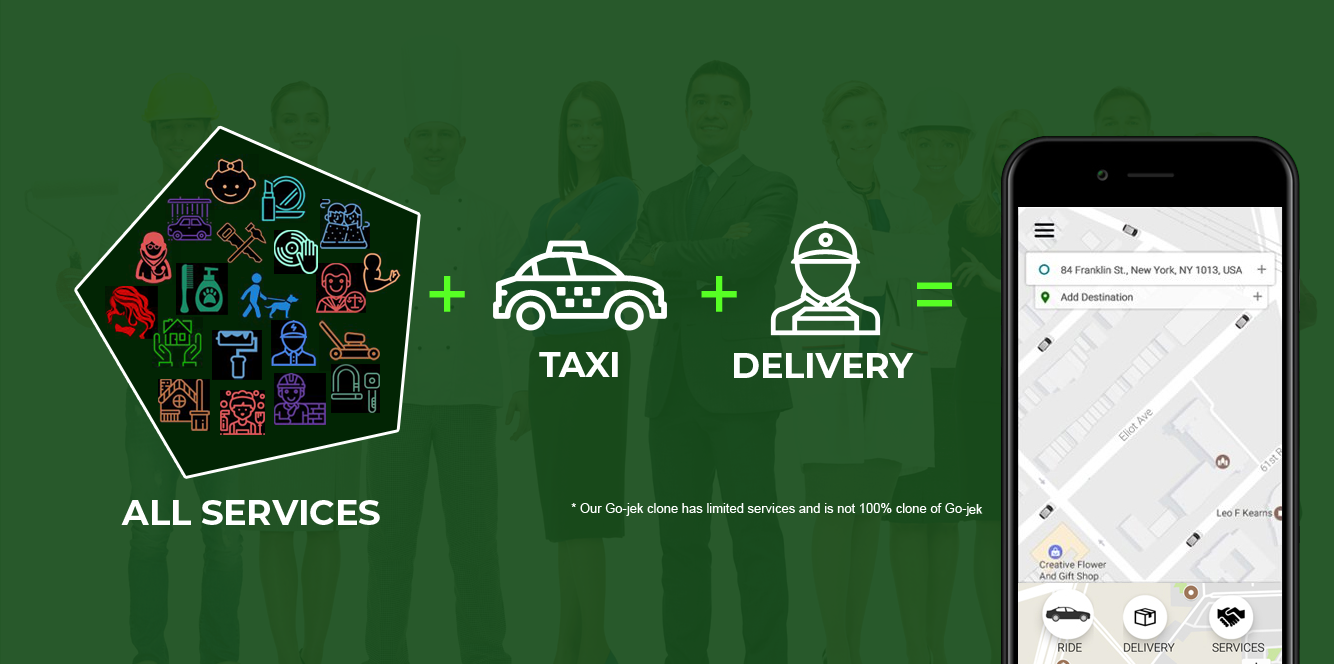 ALL SERVICES
TAXI
DELIVERY
* Our Go-jek clone has limited services and is not 100% clone of Go-jek
84 Franklin St., New York, NY 1013, USA
Add Destination
Eliot Ave
61st R
Leo F Kearns
Creative Flower
And Gift Shop
RIDE
DELIVERY
SERVICES